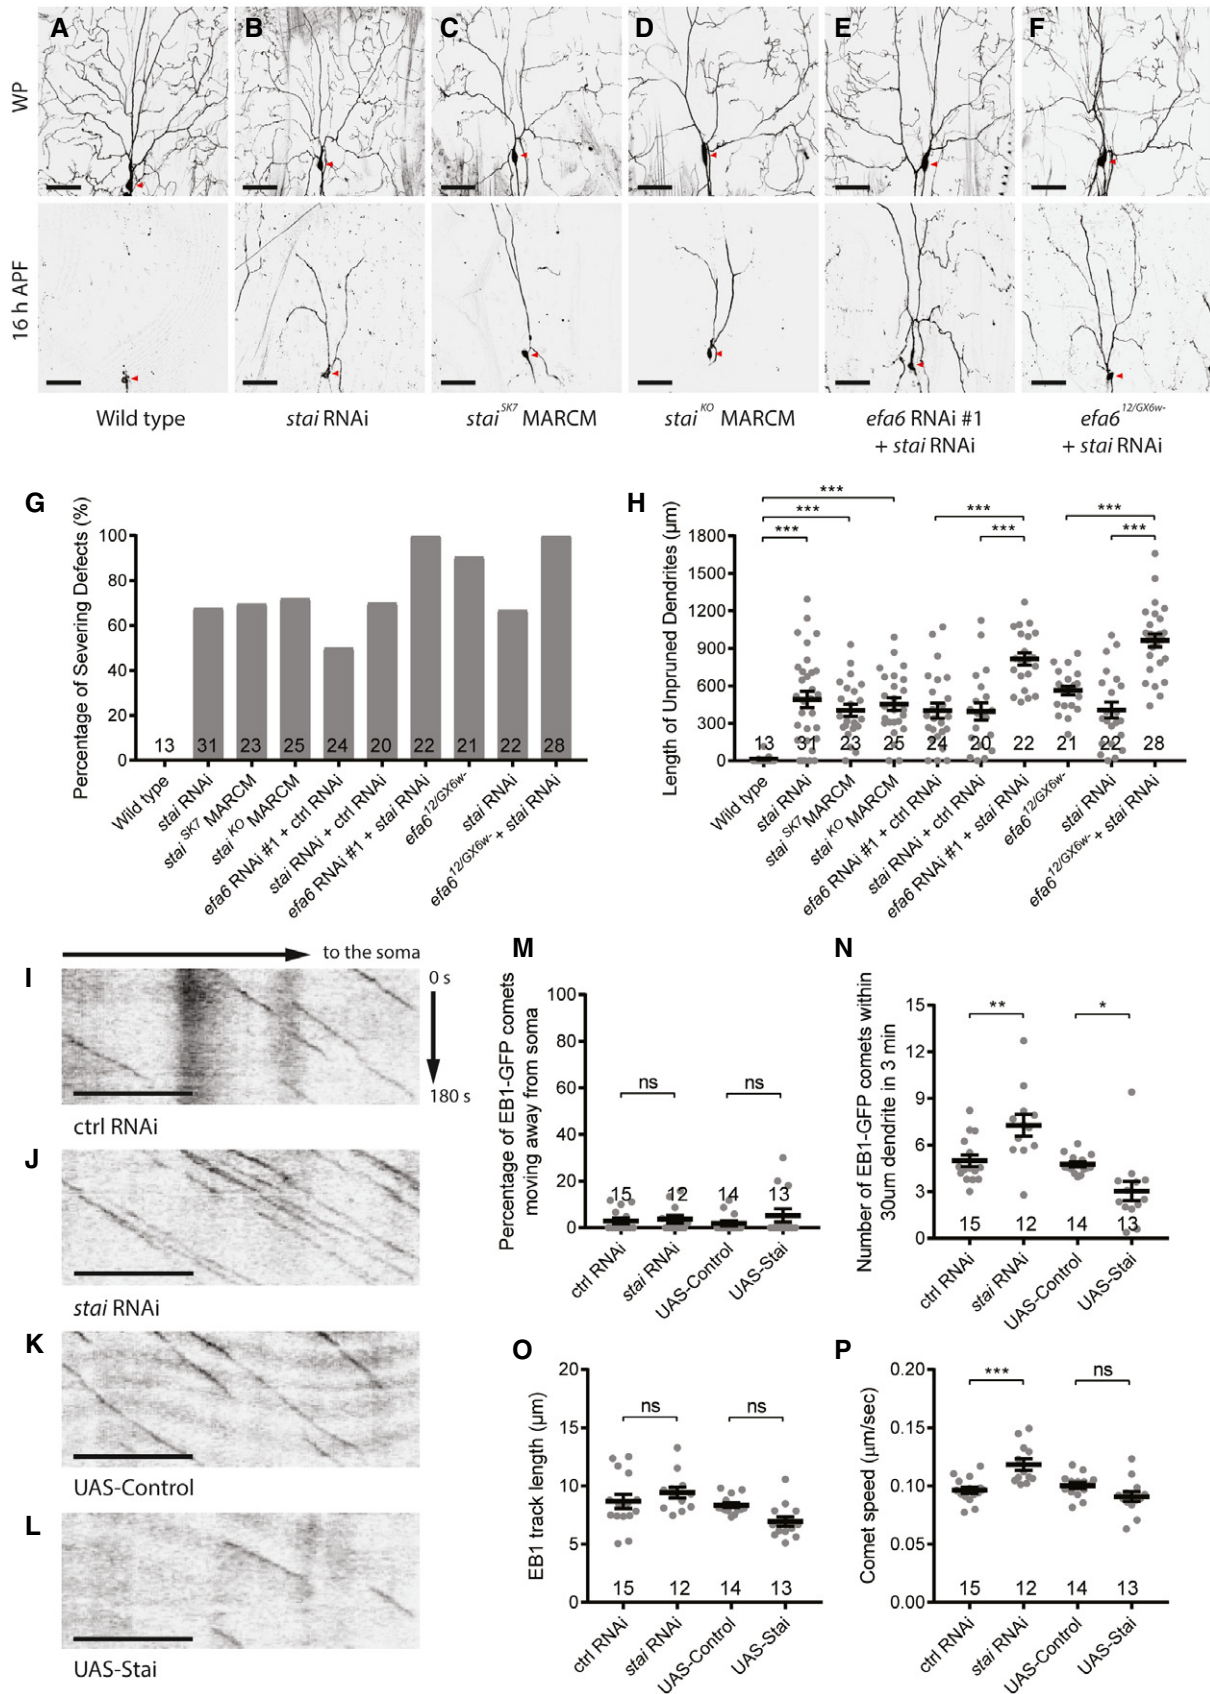 A B C D E F
WP
16 h APF
Wild type
stai RNAi
stai SK7 MARCM
stai KO MARCM
efa6 RNAi #1
+ stai RNAi
efa6 12/GX6w-
+ stai RNAi
G
Percentage of Severing Defects (%)
100
80
60
40
20
0
13 31 23 25 24 20 22 21 22 28
Wild type
stai RNAi
stai SK7 MARCM
stai KO MARCM
efa6 RNAi #1 + ctrl RNAi
stai RNAi + ctrl RNAi
efa6 RNAi #1 + stai RNAi
efa6 12/GX6w-
stai RNAi
efa6 12/GX6w- + stai RNAi
H
Length of Unpruned Dendrites (µm)
1800
1500
1200
900
600
300
0
***
***
***
***
***
***
***
13 31 23 25 24 20 22 21 22 28
Wild type
stai RNAi
stai SK7 MARCM
stai KO MARCM
efa6 RNAi #1 + ctrl RNAi
stai RNAi + ctrl RNAi
efa6 RNAi #1 + stai RNAi
efa6 12/GX6w-
stai RNAi
efa6 12/GX6w- + stai RNAi
to the soma
I
0 s
180 s
ctrl RNAi
J
stai RNAi
K
UAS-Control
L
UAS-Stai
M
Percentage of EB1-GFP comets
moving away from soma
100
80
60
40
20
0
ns
ns
15 12 14 13
ctrl RNAi
stai RNAi
UAS-Control
UAS-Stai
N
Number of EB1-GFP comets within
30um dendrite in 3 min
15
12
9
6
3
0
**
*
15 12 14 13
ctrl RNAi
stai RNAi
UAS-Control
UAS-Stai
O
EB1 track length (µm)
20
15
10
5
0
ns
ns
15 12 14 13
ctrl RNAi
stai RNAi
UAS-Control
UAS-Stai
P
Comet speed (µm/sec)
0.20
0.15
0.10
0.05
0.00
***
ns
15 12 14 13
ctrl RNAi
stai RNAi
UAS-Control
UAS-Stai